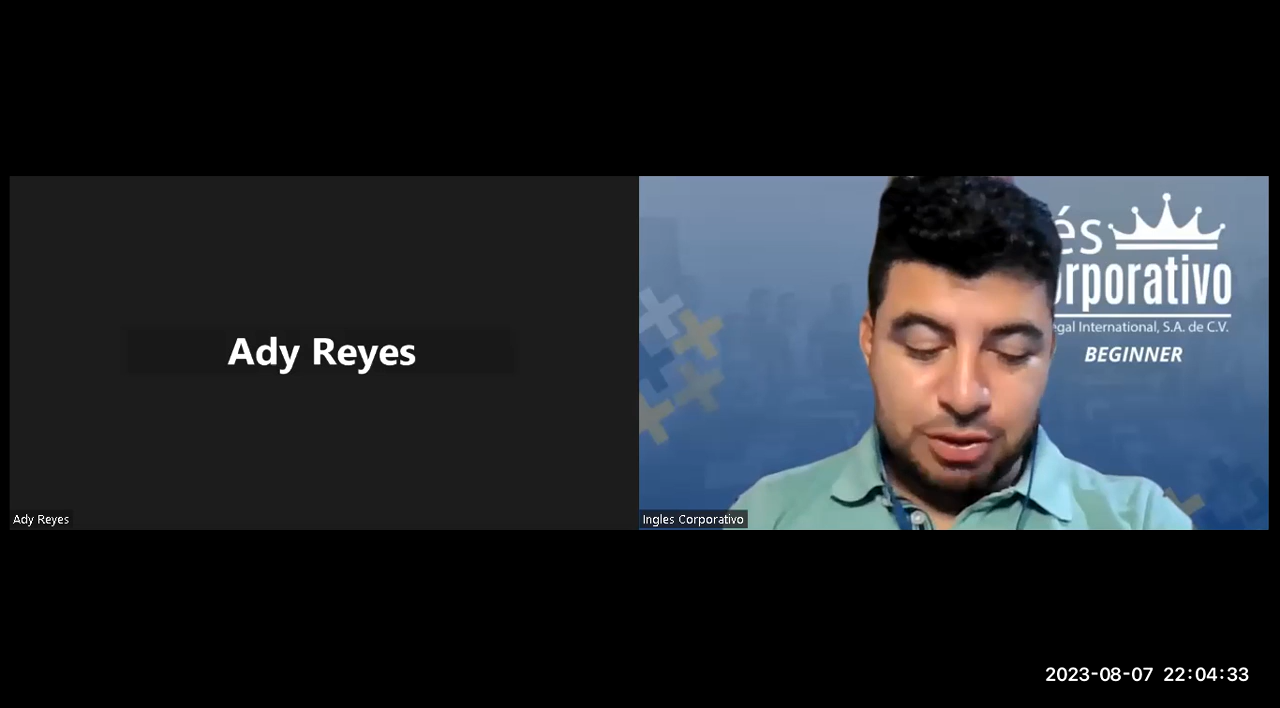 Ady Reyes
Ady Reyes
és
orporativo
egal International, S.A. de C.V.
BEGINNER
Ingles Corporativo
2023-08-07 22:04:33